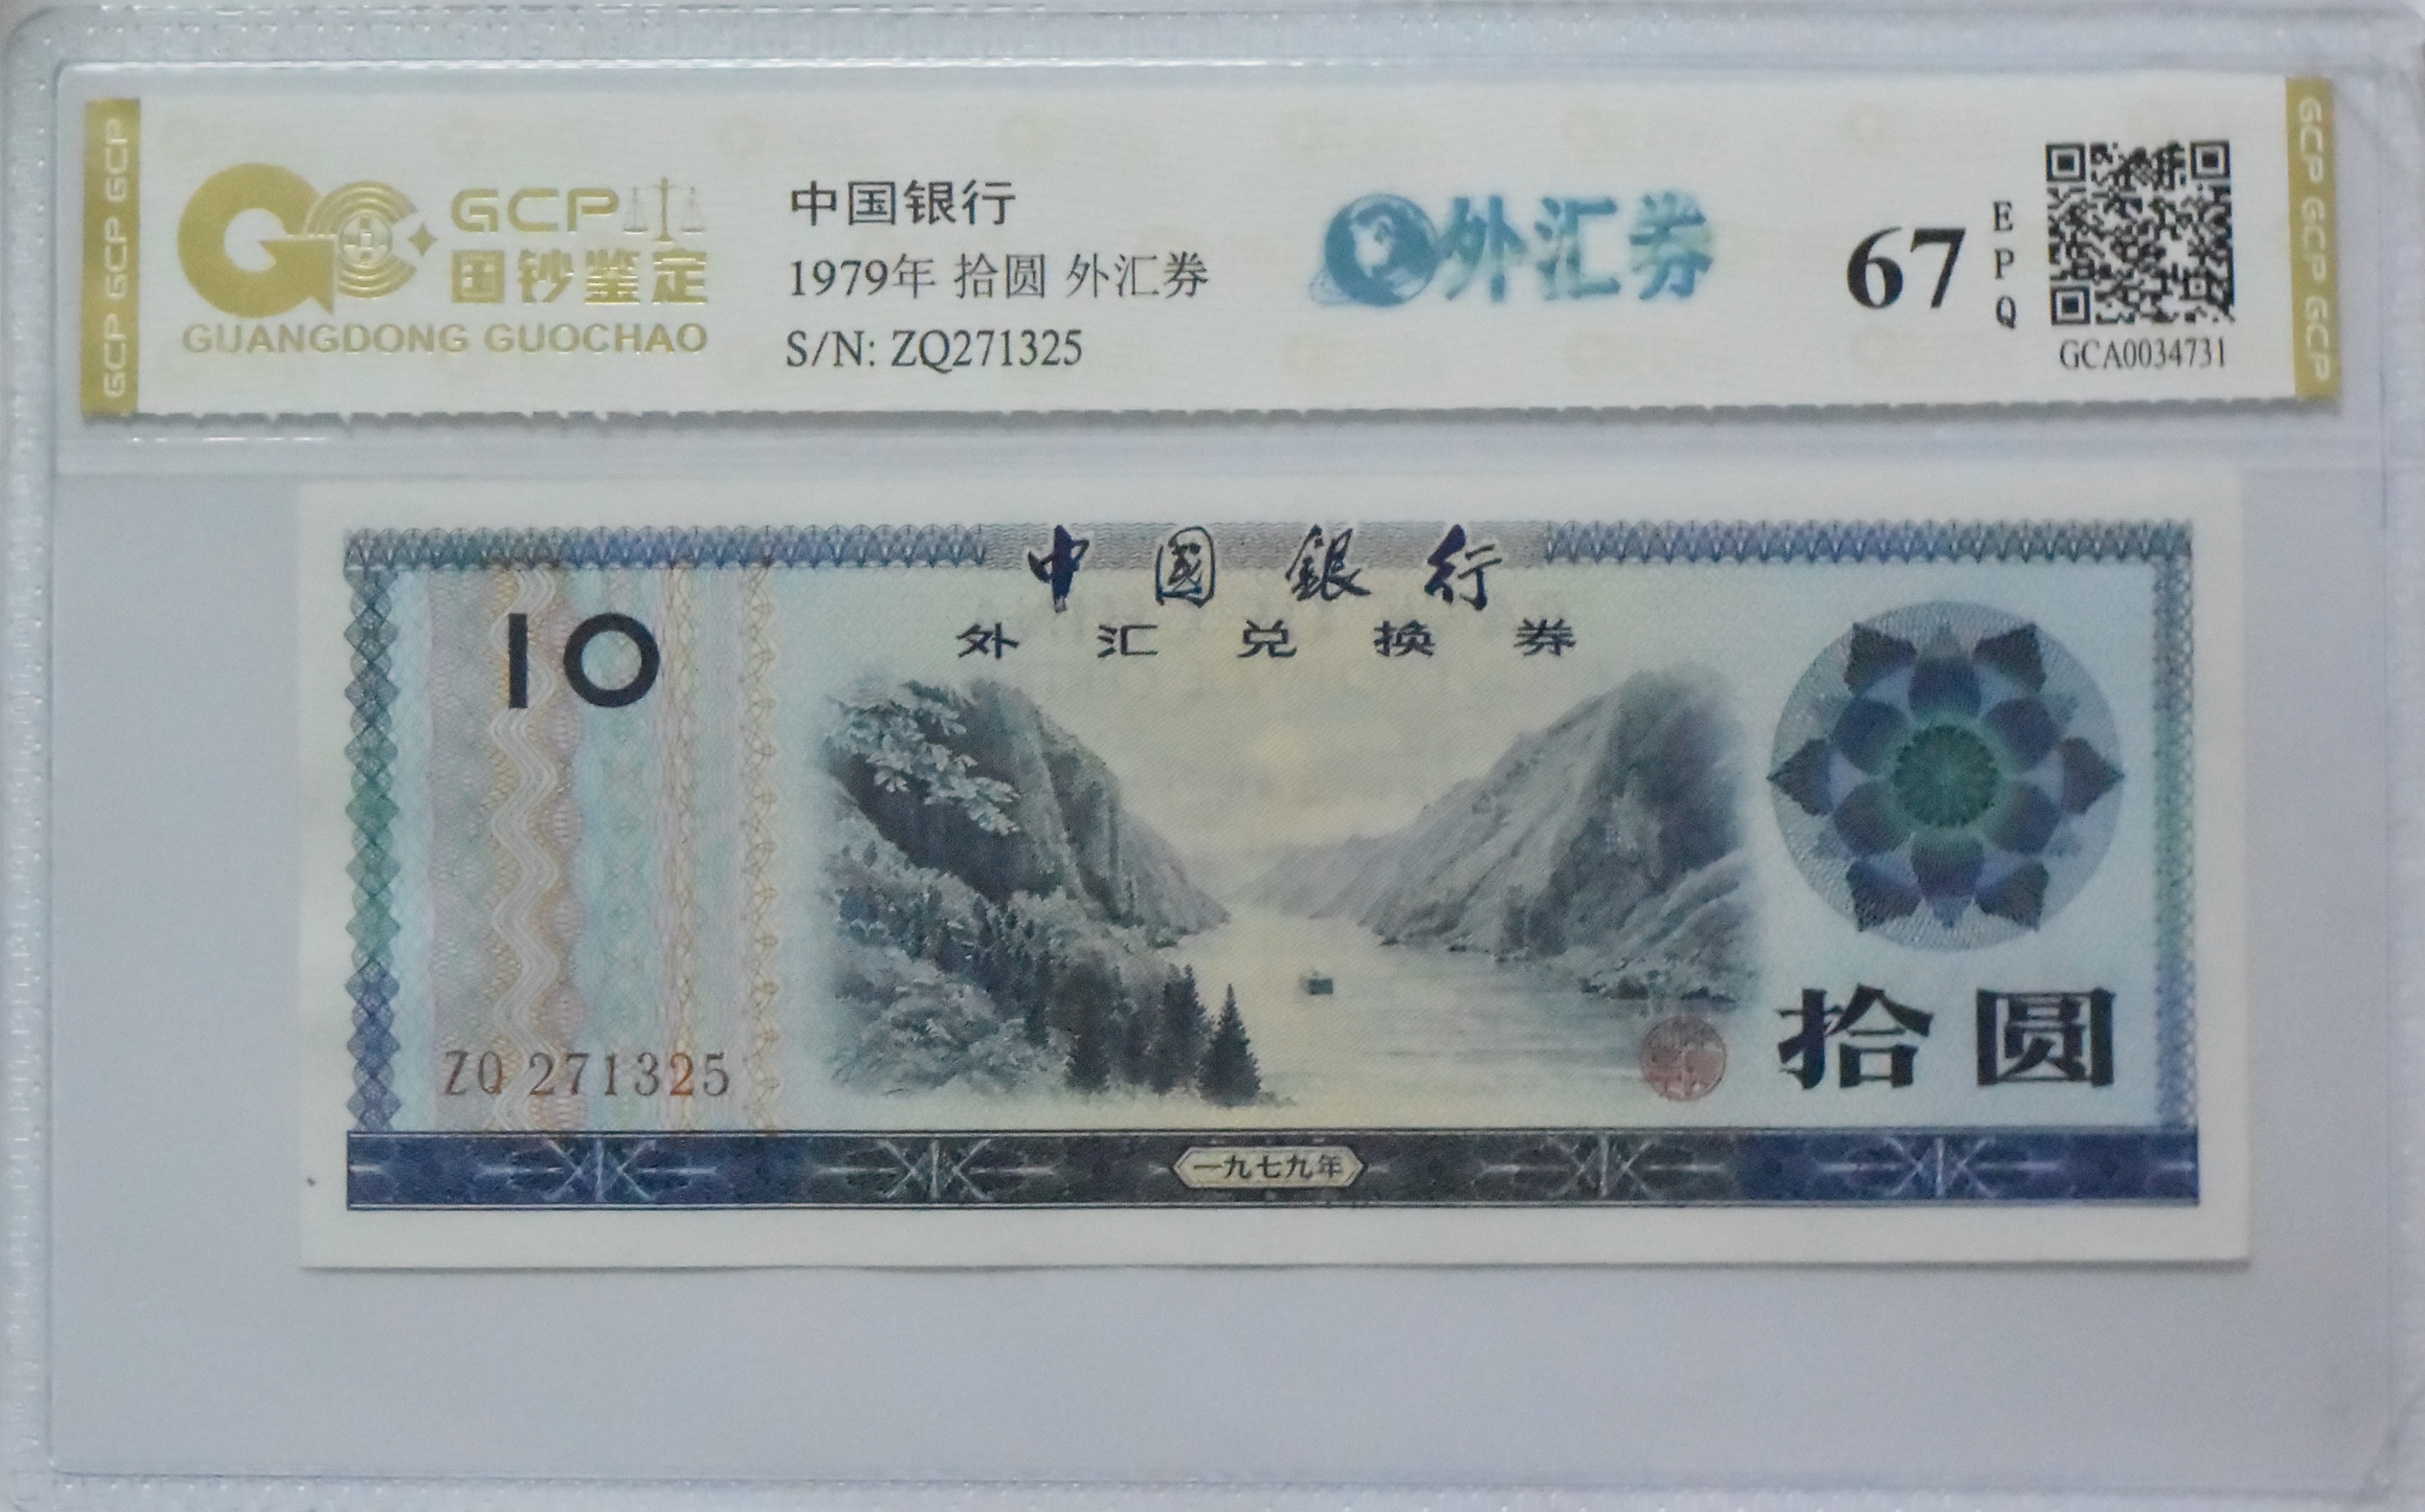 GCP GCP GCP
GCP
国钞鉴定
GUANGDONG GUOCHAO
中国银行
1979年 拾圆 外汇券
S/N: ZQ271325
外汇券
67
EPQ
GCA0034731
GCP GCP GCP
中國銀行
外汇兑换券
10
ZQ 271325
拾圆
一九七九年